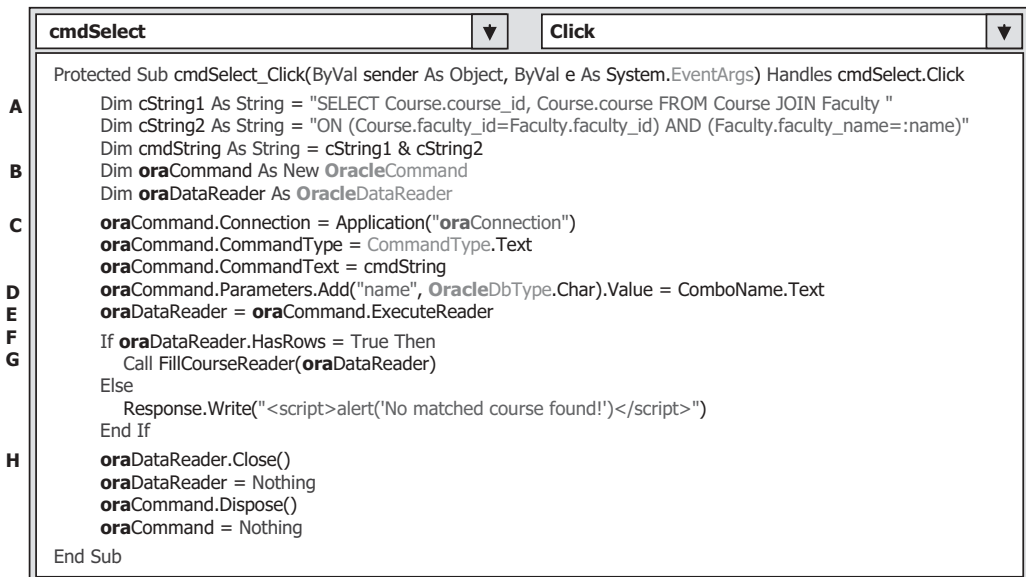 cmdSelect Click
Protected Sub cmdSelect_Click(ByVal sender As Object, ByVal e As System.EventArgs) Handles cmdSelect.Click
A Dim cString1 As String = "SELECT Course.course_id, Course.course FROM Course JOIN Faculty "
Dim cString2 As String = "ON (Course.faculty_id=Faculty.faculty_id) AND (Faculty.faculty_name=:name)"
Dim cmdString As String = cString1 & cString2
B Dim oraCommand As New OracleCommand
Dim oraDataReader As OracleDataReader
C oraCommand.Connection = Application("oraConnection")
oraCommand.CommandType = CommandType.Text
oraCommand.CommandText = cmdString
D oraCommand.Parameters.Add("name", OracleDbType.Char).Value = ComboName.Text
E oraDataReader = oraCommand.ExecuteReader
F If oraDataReader.HasRows = True Then
G Call FillCourseReader(oraDataReader)
Else
Response.Write("<script>alert('No matched course found!')</script>")
End If
H oraDataReader.Close()
oraDataReader = Nothing
oraCommand.Dispose()
oraCommand = Nothing
End Sub